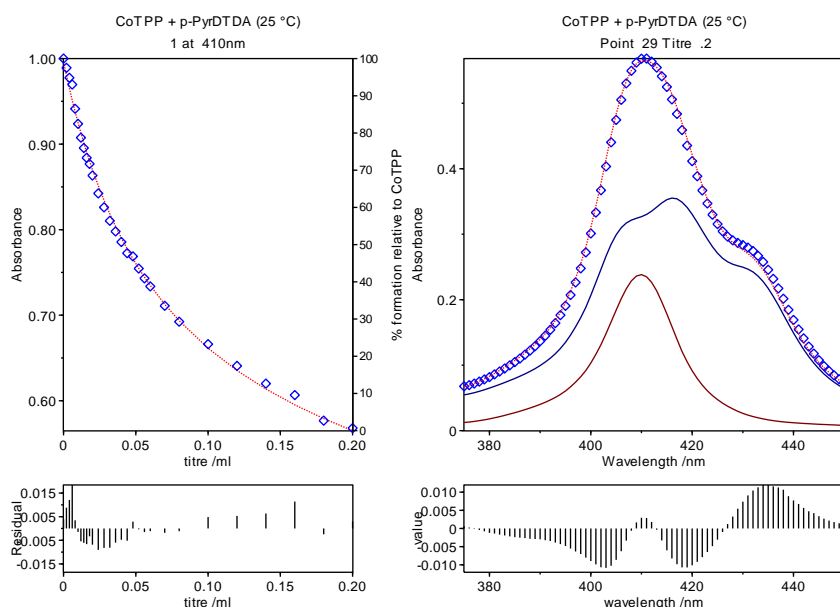 CoTPP + p-PyrDTDA (25 °C)
1 at 410nm
1.00
0.90
0.80
0.70
0.60
Absorbance
100
90
80
70
60
50
40
30
20
10
0
% formation relative to CoTPP
0 0.05 0.10 0.15 0.20
titre /ml
0.015
0.005
-0.005
-0.015
Residual
0 0.05 0.10 0.15 0.20
titre /ml
CoTPP + p-PyrDTDA (25 °C)
Point 29 Titre .2
0.4
0.2
0
Absorbance
380 400 420 440
Wavelength /nm
0.010
0.005
0
-0.005
-0.010
value
380 400 420 440
wavelength /nm